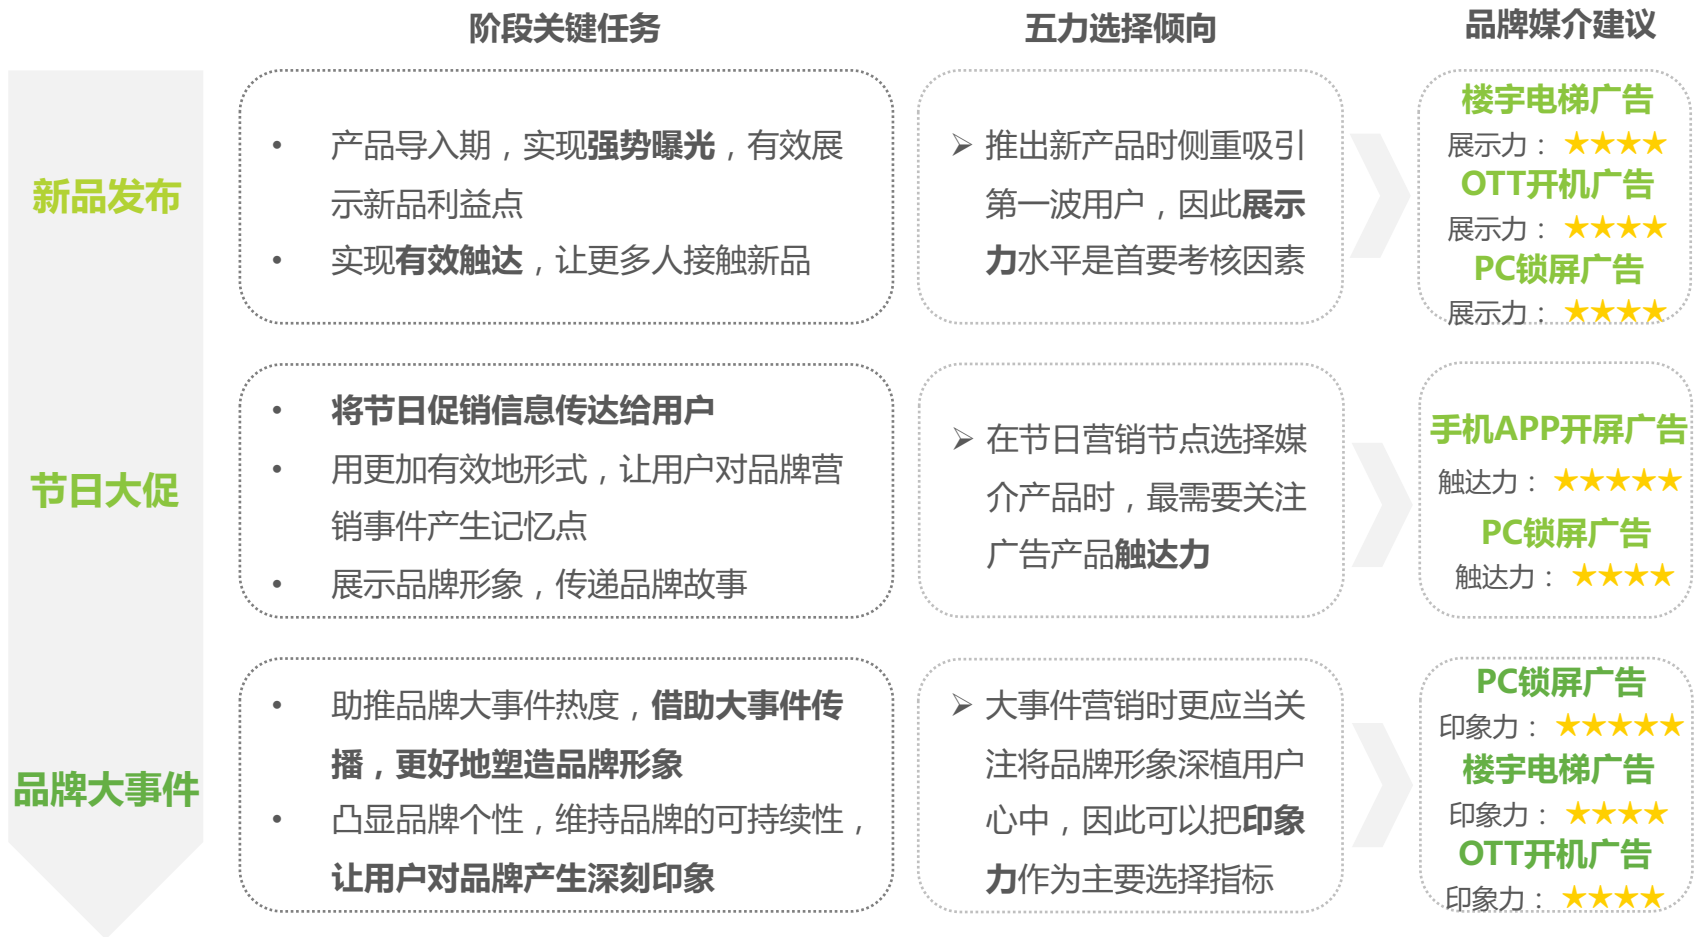 阶段关键任务
五力选择倾向
品牌媒介建议
新品发布
• 产品导入期，实现强势曝光，有效展
示新品利益点
• 实现有效触达，让更多人接触新品
➢ 推出新产品时侧重吸引
第一波用户，因此展示
力水平是首要考核因素
楼宇电梯广告
展示力：★★★★
OTT开机广告
展示力：★★★★
PC锁屏广告
展示力：★★★★
节日大促
• 将节日促销信息传达给用户
• 用更加有效地形式，让用户对品牌营
销事件产生记忆点
• 展示品牌形象，传递品牌故事
➢ 在节日营销节点选择媒
介产品时，最需要关注
广告产品触达力
手机APP开屏广告
触达力：★★★★★
PC锁屏广告
触达力：★★★★
品牌大事件
• 助推品牌大事件热度，借助大事件传
播，更好地塑造品牌形象
• 凸显品牌个性，维持品牌的可持续性，
让用户对品牌产生深刻印象
➢ 大事件营销时更应当关
注将品牌形象深植用户
心中，因此可以把印象
力作为主要选择指标
PC锁屏广告
印象力：★★★★★
楼宇电梯广告
印象力：★★★★
OTT开机广告
印象力：★★★★